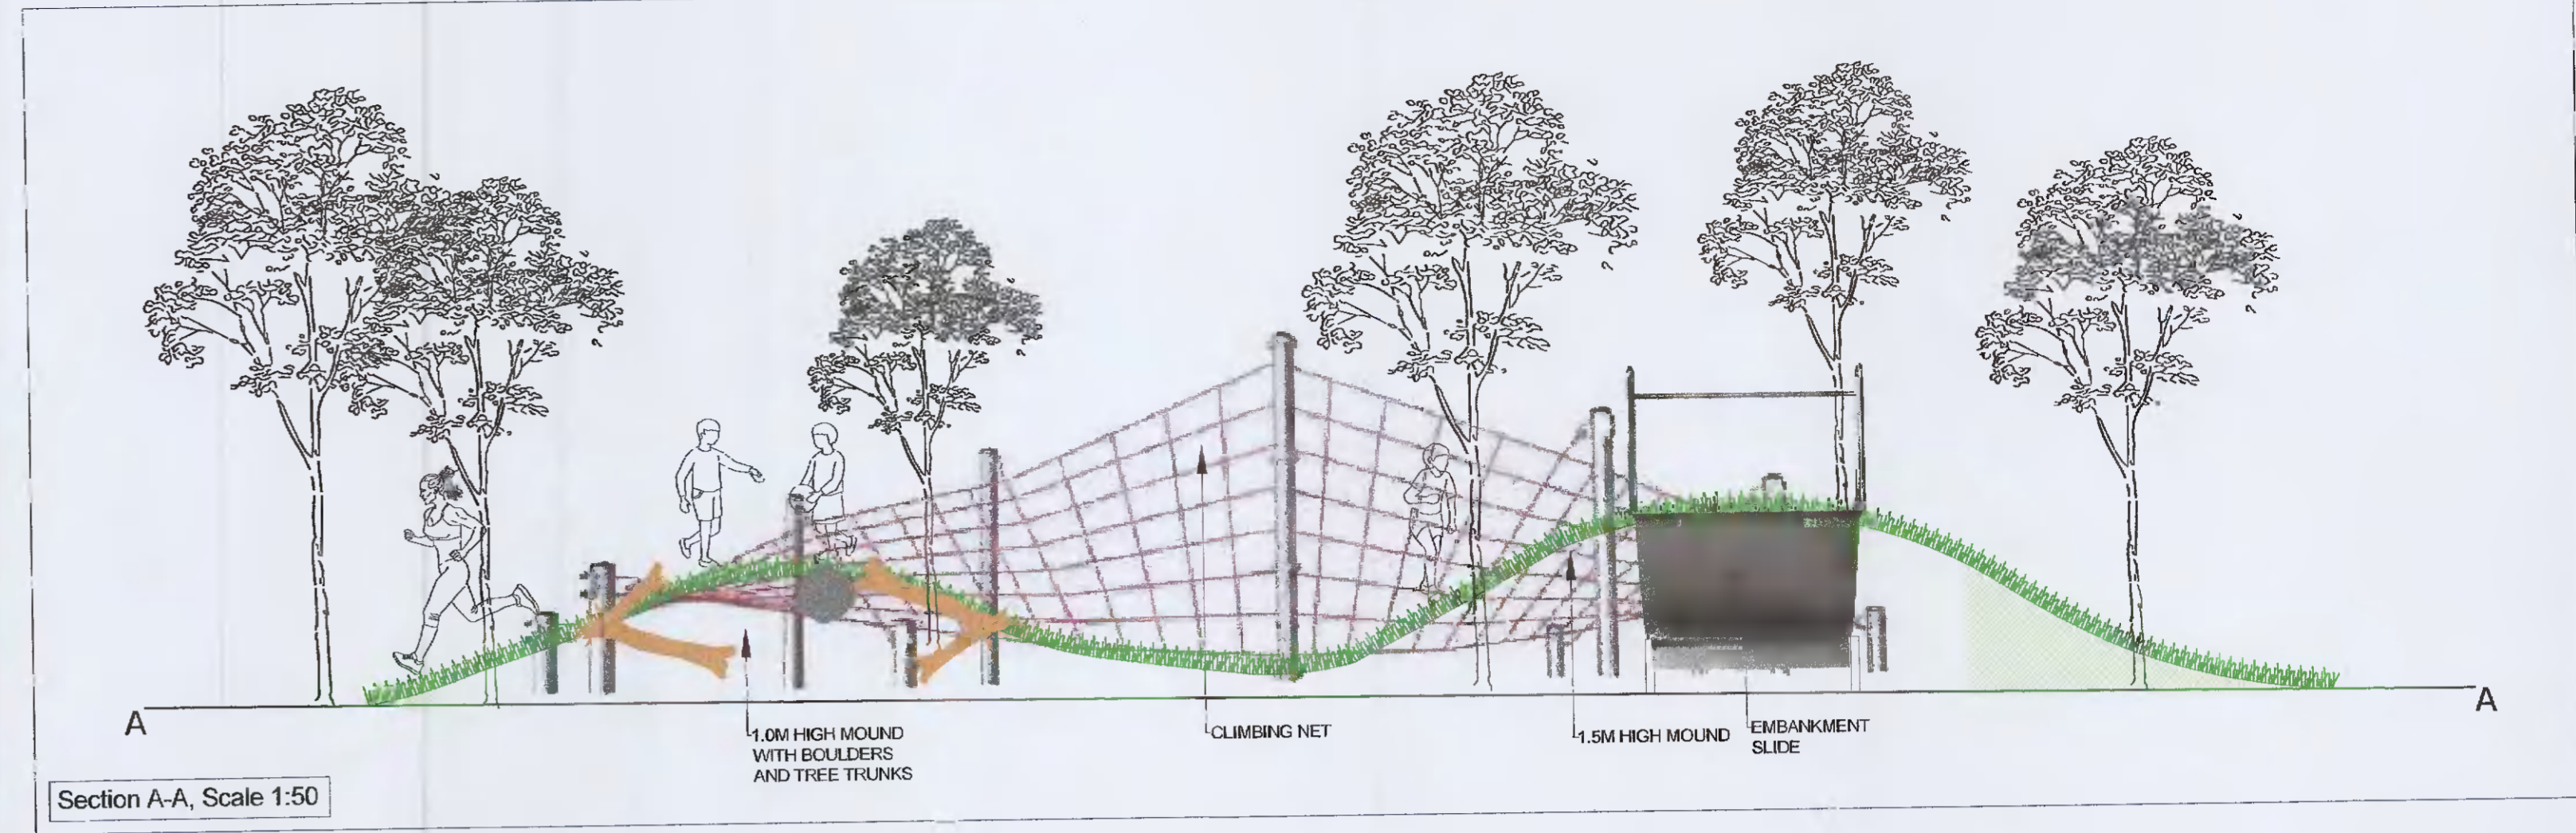 A
A
1.0M HIGH MOUND
WITH BOULDERS
AND TREE TRUNKS
CLIMBING NET
1.5M HIGH MOUND
EMBANKMENT
SLIDE
Section A-A, Scale 1:50